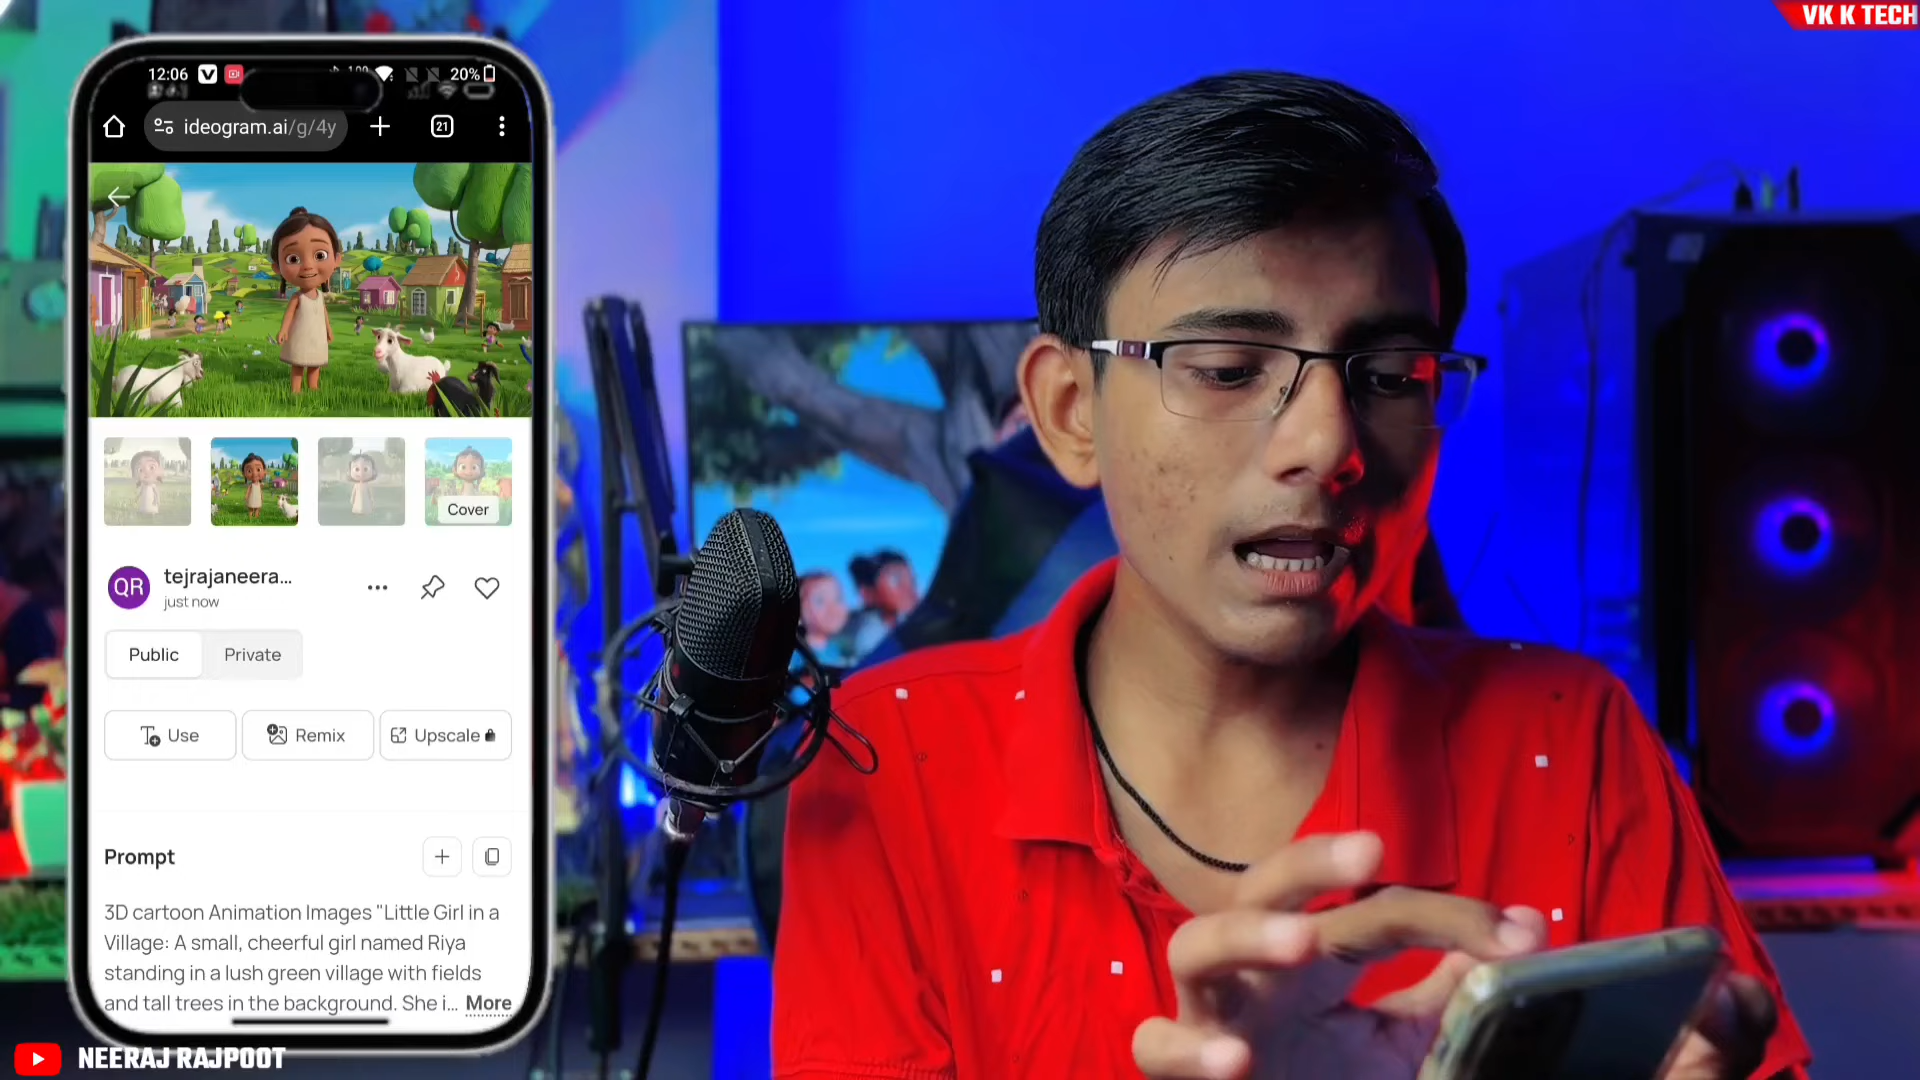 VK K TECH
12:06
20%
ideogram.ai/g/4y
21
Cover
QR
tejrajaneera...
just now
Public
Private
Use
Remix
Upscale
Prompt
3D cartoon Animation Images "Little Girl in a
Village: A small, cheerful girl named Riya
standing in a lush green village with fields
and tall trees in the background. She i... More
NEERAJ RAJPOOT